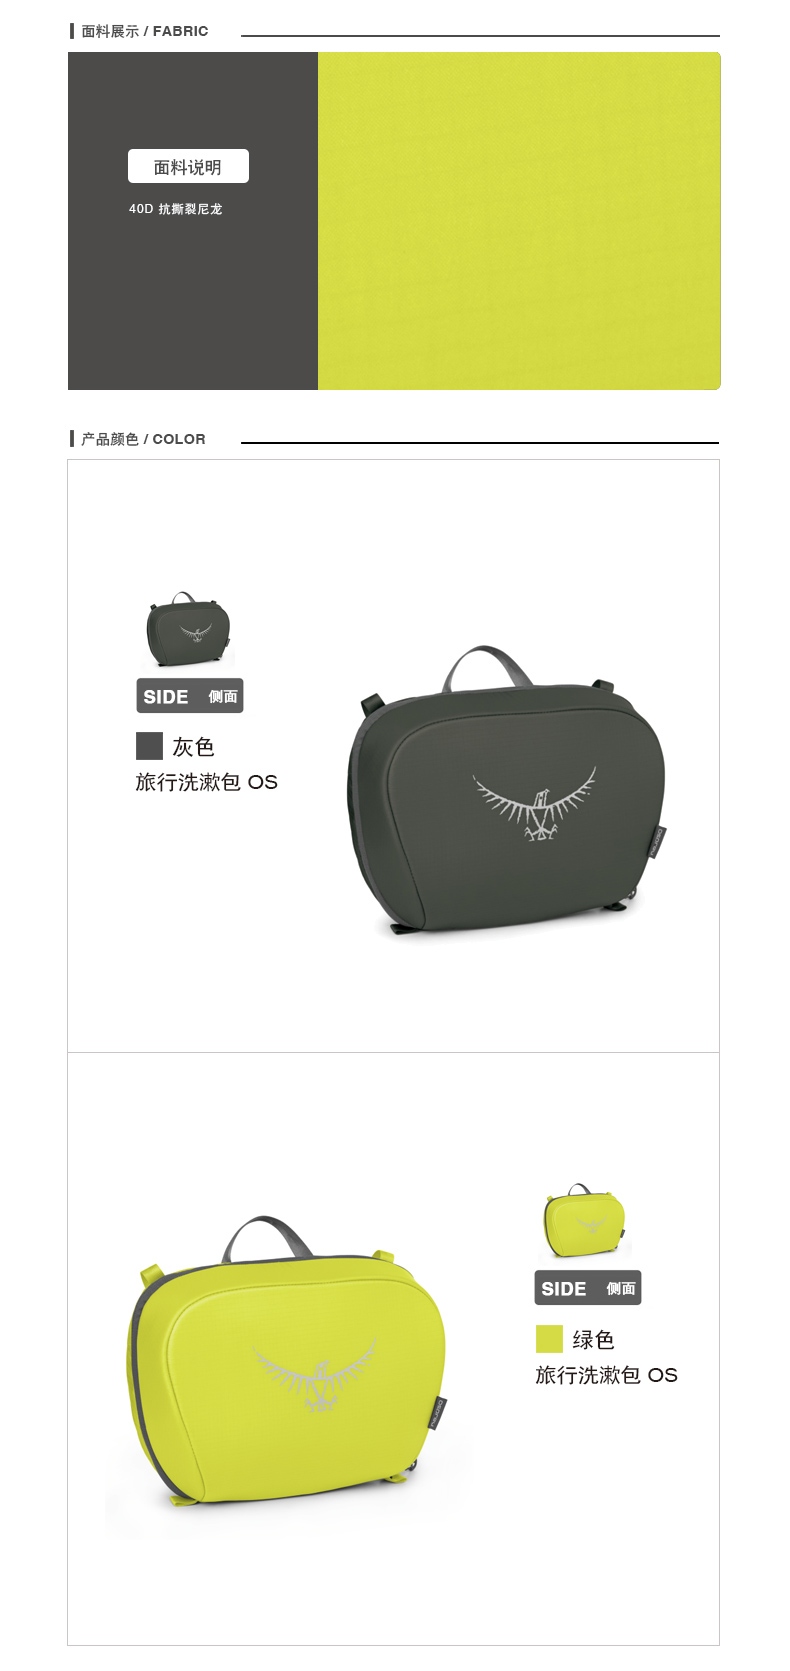 面料展示 / FABRIC
面料说明
40D 抗撕裂尼龙
产品颜色 / COLOR
SIDE 侧面
灰色
旅行洗漱包 OS
osprey
SIDE 侧面
绿色
旅行洗漱包 OS
osprey